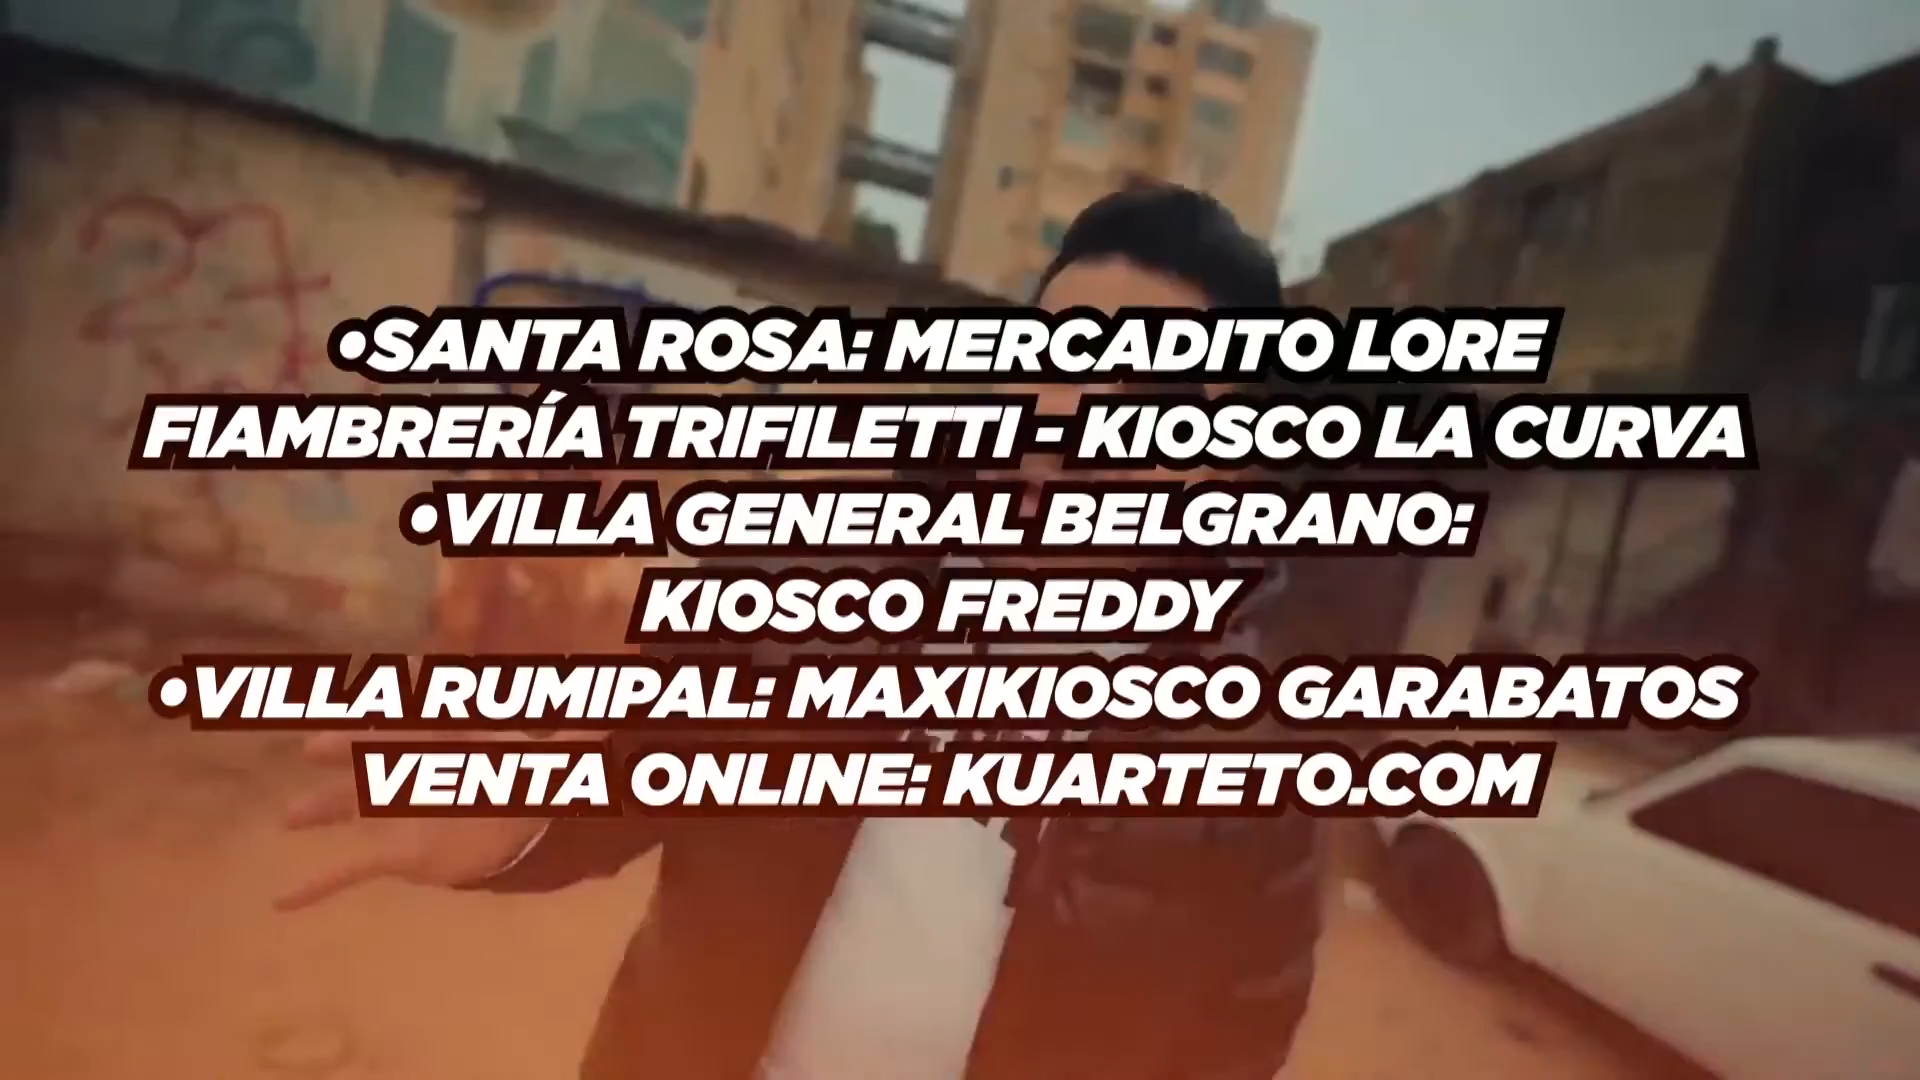 •SANTA ROSA: MERCADITO LORE
FIAMBRERÍA TRIFILETTI - KIOSCO LA CURVA
•VILLA GENERAL BELGRANO:
KIOSCO FREDDY
•VILLA RUMIPAL: MAXIKIOSCO GARABATOS
VENTA ONLINE: KUARTETO.COM